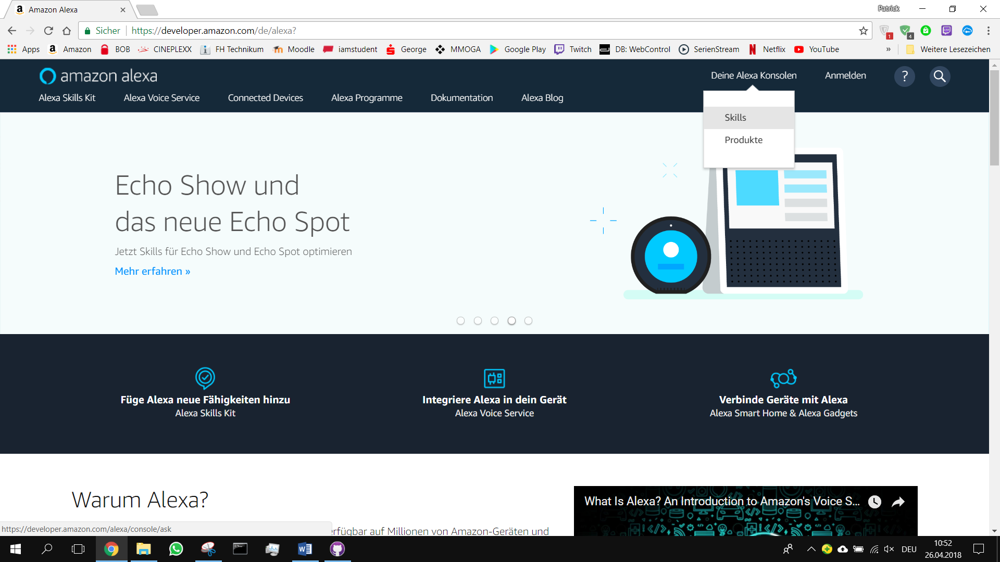 Amazon Alexa
Patrick
Sicher
https://developer.amazon.com/de/alexa?
1
4
Apps
Amazon
BOB
CINEPLEXX
FH Technikum
Moodle
iamstudent
George
MMOGA
Google Play
Twitch
DB: WebControl
SerienStream
Netflix
YouTube
»
Weitere Lesezeichen
amazon alexa
Deine Alexa Konsolen
Anmelden
?
Alexa Skills Kit
Alexa Voice Service
Connected Devices
Alexa Programme
Dokumentation
Alexa Blog
Skills
Produkte
Echo Show und
das neue Echo Spot
Jetzt Skills für Echo Show und Echo Spot optimieren
Mehr erfahren »
Füge Alexa neue Fähigkeiten hinzu
Alexa Skills Kit
Integriere Alexa in dein Gerät
Alexa Voice Service
Verbinde Geräte mit Alexa
Alexa Smart Home & Alexa Gadgets
Warum Alexa?
What Is Alexa? An Introduction to Amazon's Voice S...
https://developer.amazon.com/alexa/console/ask
erfügbar auf Millionen von Amazon-Geräten und
DEU
10:52
26.04.2018